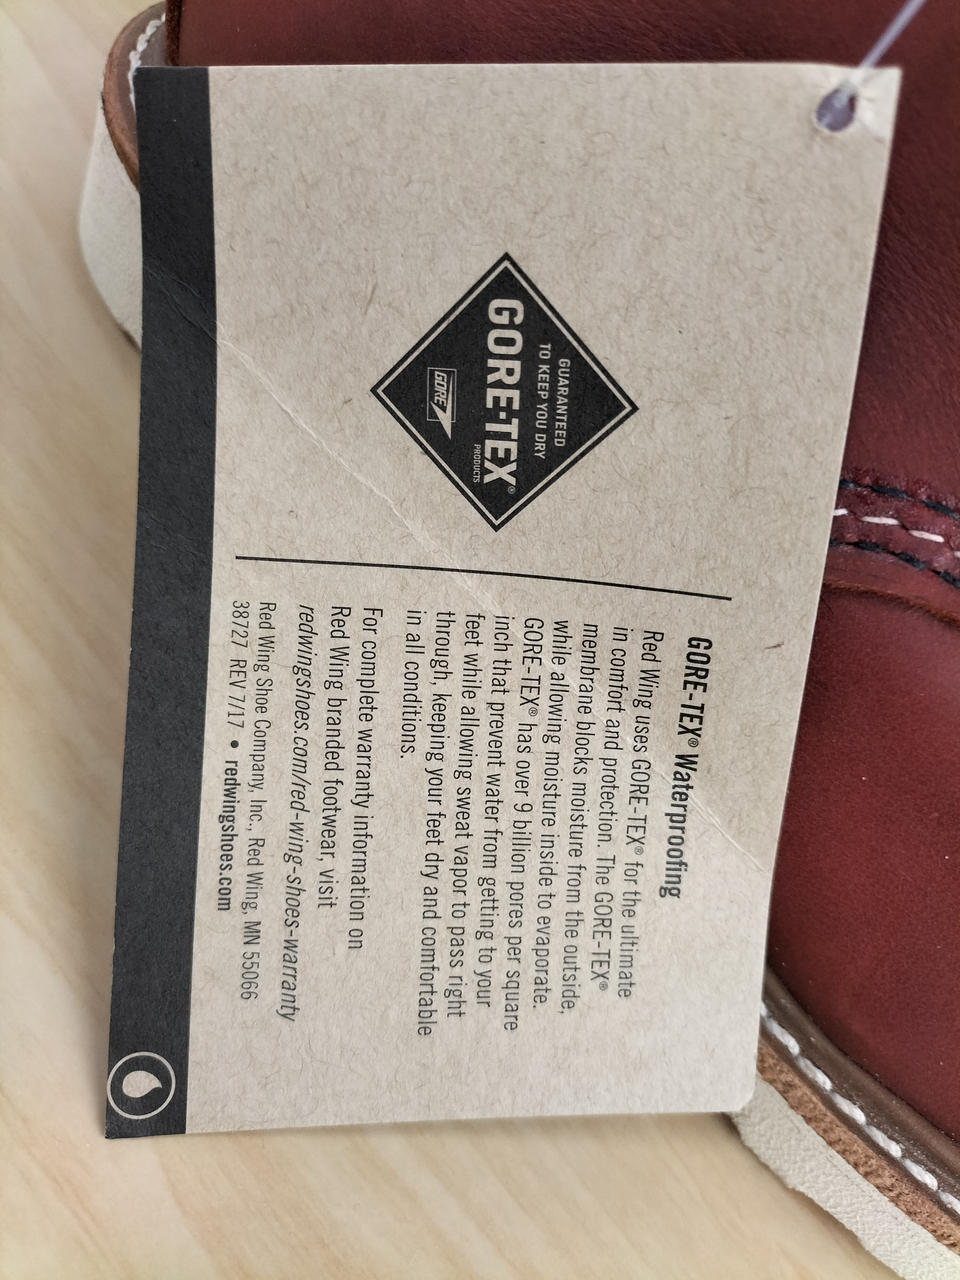 GUARANTEED
TO KEEP YOU DRY
GORE-TEX®
PRODUCTS
GORE
GORE-TEX® Waterproofing
Red Wing uses GORE-TEX® for the ultimate
in comfort and protection. The GORE-TEX®
membrane blocks moisture from the outside,
while allowing moisture inside to evaporate.
GORE-TEX® has over 9 billion pores per square
inch that prevent water from getting to your
feet while allowing sweat vapor to pass right
through, keeping your feet dry and comfortable
in all conditions.
For complete warranty information on
Red Wing branded footwear, visit
redwingshoes.com/red-wing-shoes-warranty
Red Wing Shoe Company, Inc., Red Wing, MN 55066
38727 REV 7/17 • redwingshoes.com